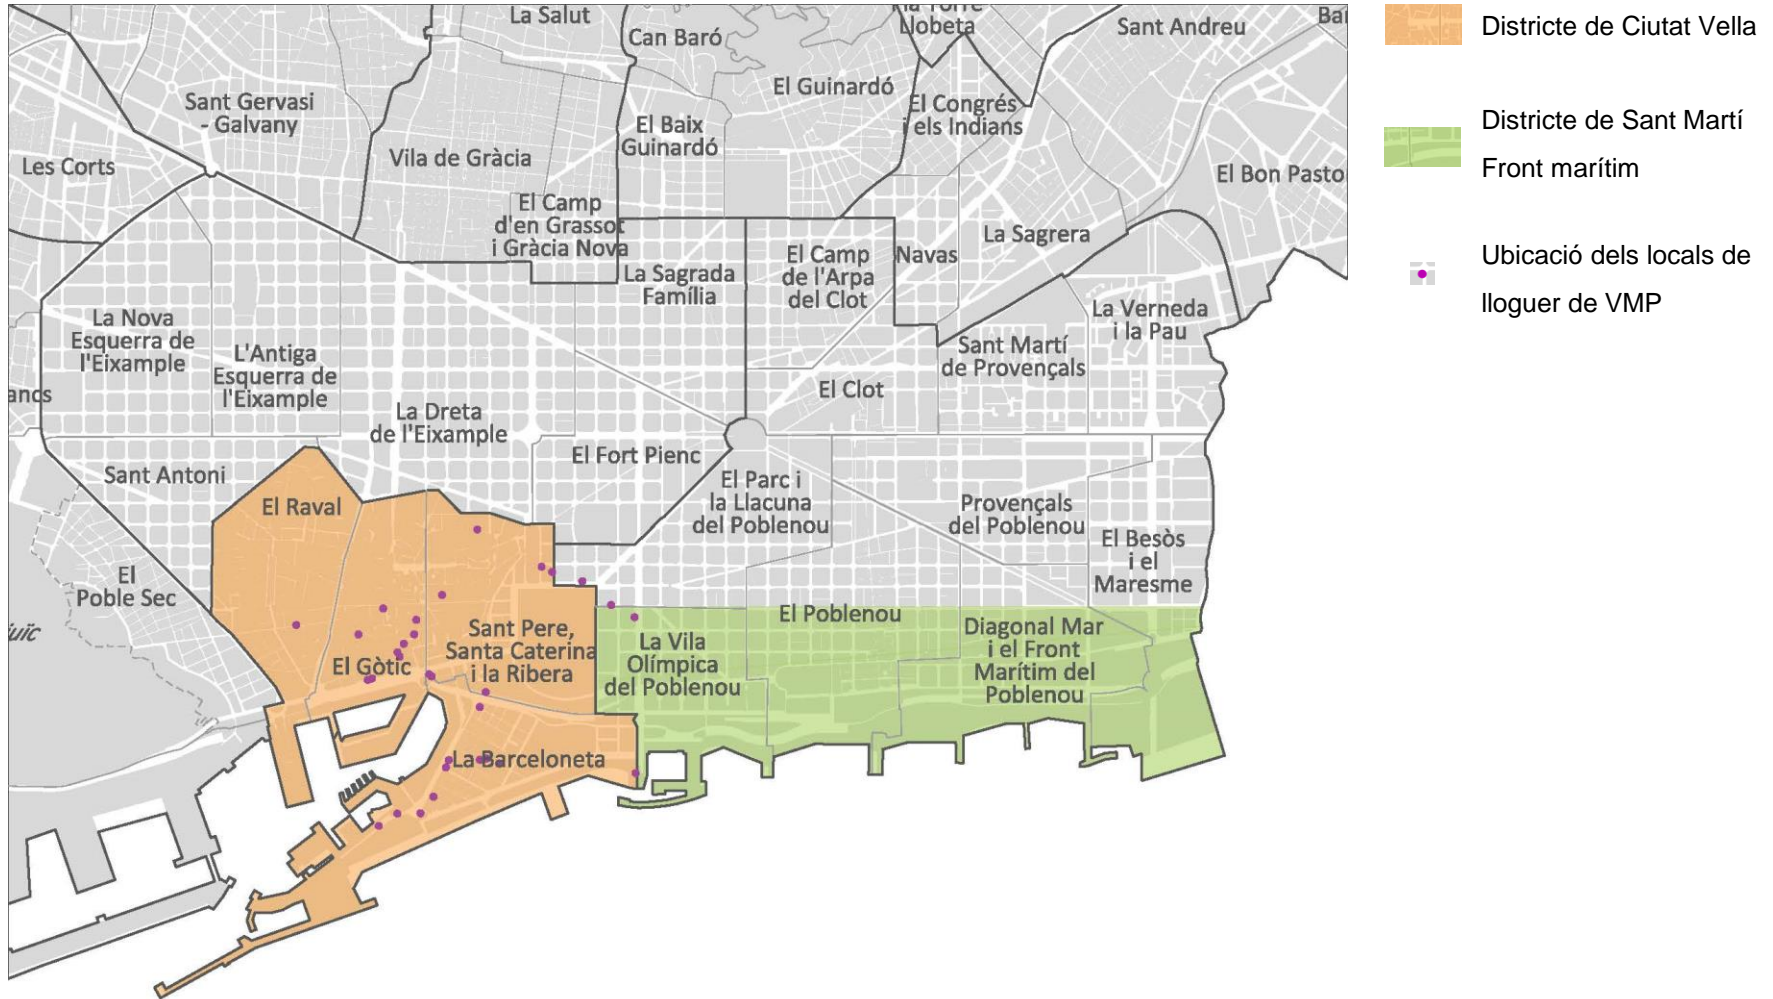 La Salut
Can Baró
Llobeta
Sant Andreu
El Guinardó
Sant Gervasi
- Galvany
El Congrés
i els Indians
El Baix
Guinardó
Les Corts
Vila de Gràcia
El Bon Pasto
El Camp
d'en Grassot
i Gràcia Nova
La Sagrera
Navas
El Camp
de l'Arpa
del Clot
La Sagrada
Família
La Verneda
i la Pau
La Nova
Esquerra de
l'Eixample
L'Antiga
Esquerra de
l'Eixample
Sant Martí
de Provençals
El Clot
ancs
La Dreta
de l'Eixample
El Fort Pienc
Sant Antoni
El Parc i
la Llacuna
del Poblenou
El Raval
Provençals
del Poblenou
El Besòs
i el
Maresme
El
Poble Sec
uïc
El Poblenou
Sant Pere,
Santa Caterina
i la Ribera
La Vila
Olímpica
del Poblenou
Diagonal Mar
i el Front
Marítim del
Poblenou
El Gòtic
La Barceloneta
Districte de Ciutat Vella
Districte de Sant Martí
Front marítim
Ubicació dels locals de
lloguer de VMP